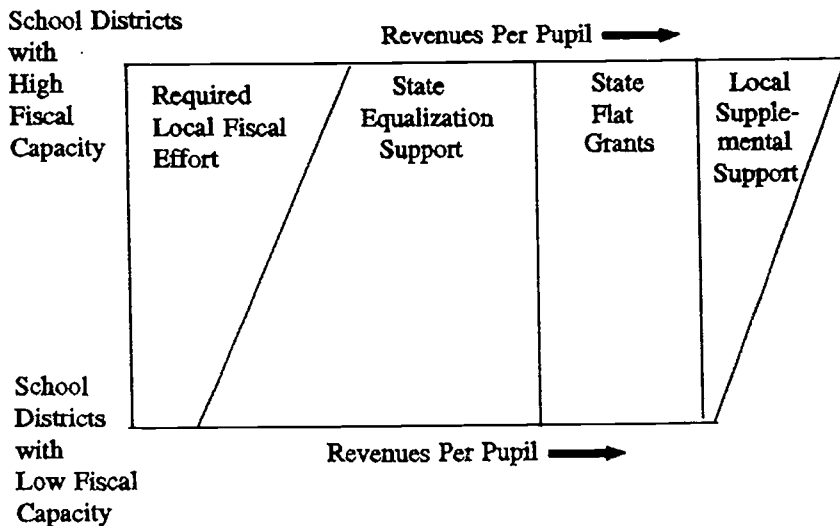 School Districts
with
High
Fiscal
Capacity
Revenues Per Pupil
Required
Local Fiscal
Effort
State
Equalization
Support
State
Flat
Grants
Local
Supple-
mental
Support
School
Districts
with
Low Fiscal
Capacity
Revenues Per Pupil